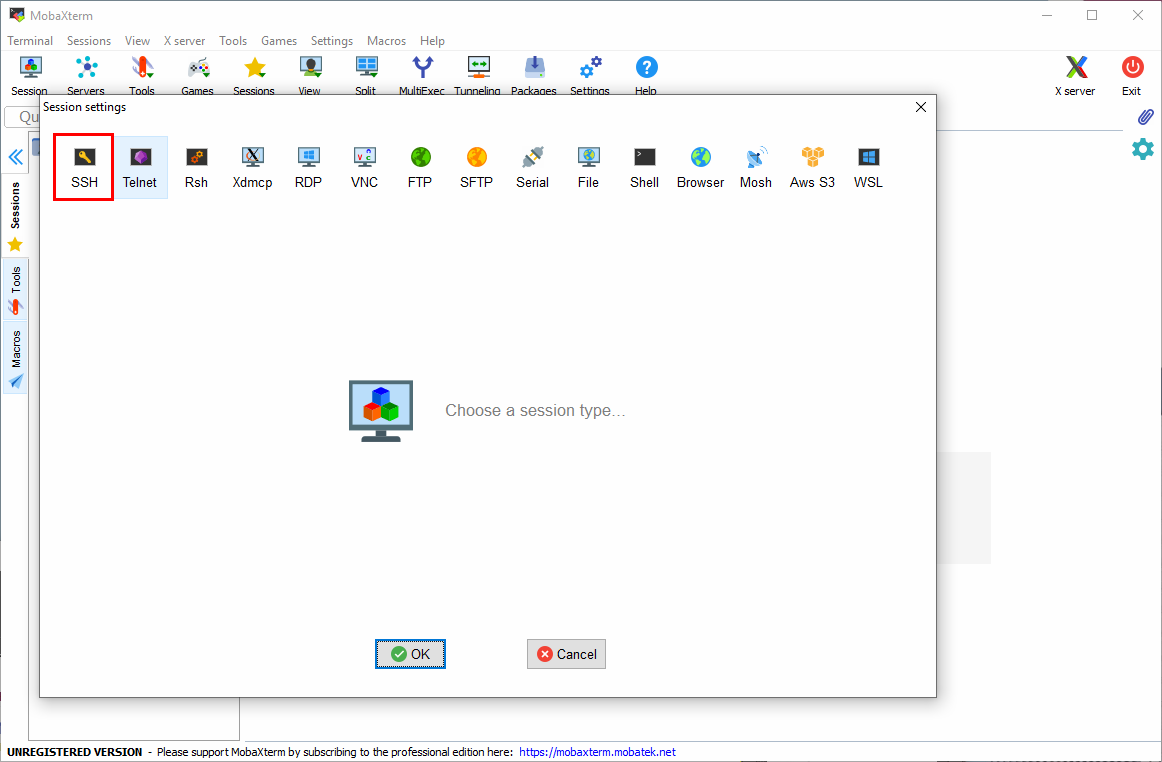 MobaXterm
Terminal Sessions View X server Tools Games Settings Macros Help
Session Servers Tools Games Sessions View Split MultiExec Tunneling Packages Settings Help X server Exit
Session settings
Qu
SSH Telnet Rsh Xdmcp RDP VNC FTP SFTP Serial File Shell Browser Mosh Aws S3 WSL
Sessions
Tools
Macros
Choose a session type...
OK Cancel
UNREGISTERED VERSION - Please support MobaXterm by subscribing to the professional edition here: https://mobaxterm.mobatek.net